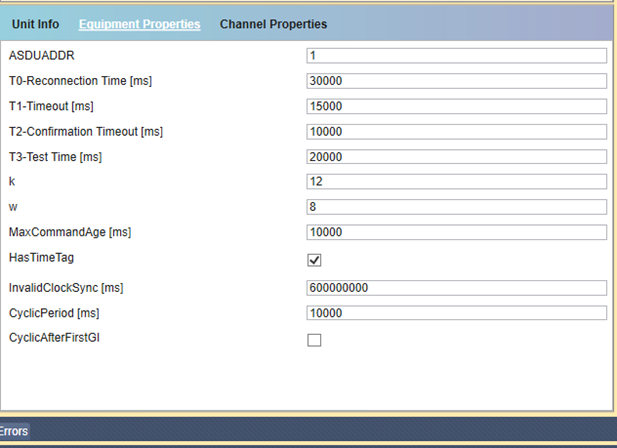 Unit Info Equipment Properties Channel Properties
ASDUADDR 1
T0-Reconnection Time [ms] 30000
T1-Timeout [ms] 15000
T2-Confirmation Timeout [ms] 10000
T3-Test Time [ms] 20000
k 12
w 8
MaxCommandAge [ms] 10000
HasTimeTag
InvalidClockSync [ms] 600000000
CyclicPeriod [ms] 10000
CyclicAfterFirstGI
Errors